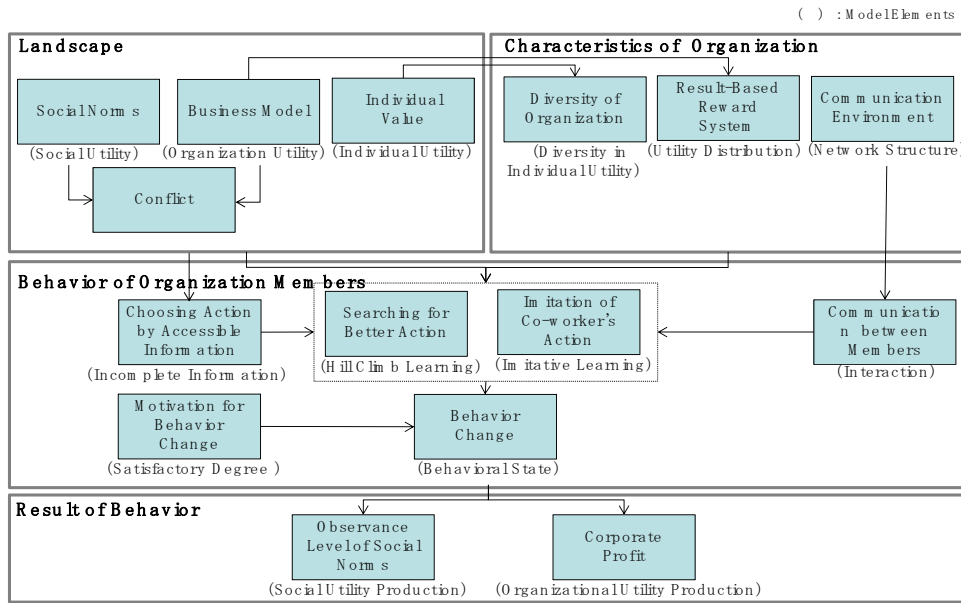 ( ) : Model Elements
Landscape
Characteristics of Organization
Social Norms
(Social Utility)
Business Model
(Organization Utility)
Individual
Value
(Individual Utility)
Diversity of
Organization
(Diversity in
Individual Utility)
Result-Based
Reward
System
(Utility Distribution)
Communication
Environment
(Network Structure)
Conflict
Behavior of Organization Members
Choosing Action
by Accessible
Information
(Incomplete Information)
Searching for
Better Action
(Hill Climb Learning)
Imitation of
Co-worker's
Action
(Imitative Learning)
Communicatio
n between
Members
(Interaction)
Motivation for
Behavior
Change
(Satisfactory Degree )
Behavior
Change
(Behavioral State)
Result of Behavior
Observance
Level of Social
Norms
(Social Utility Production)
Corporate
Profit
(Organizational Utility Production)